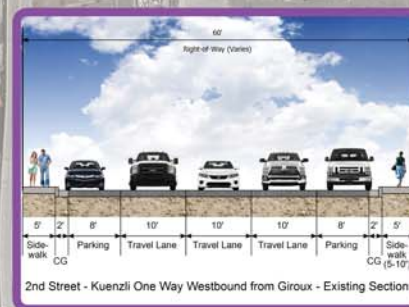 60'
Right-of-Way (Varies)
5' 2' 8' 10' 10' 10' 8' 2' 5'
Side-walk CG Parking Travel Lane Travel Lane Travel Lane Parking CG Side-walk (5-10')
2nd Street - Kuenzli One Way Westbound from Giroux - Existing Section